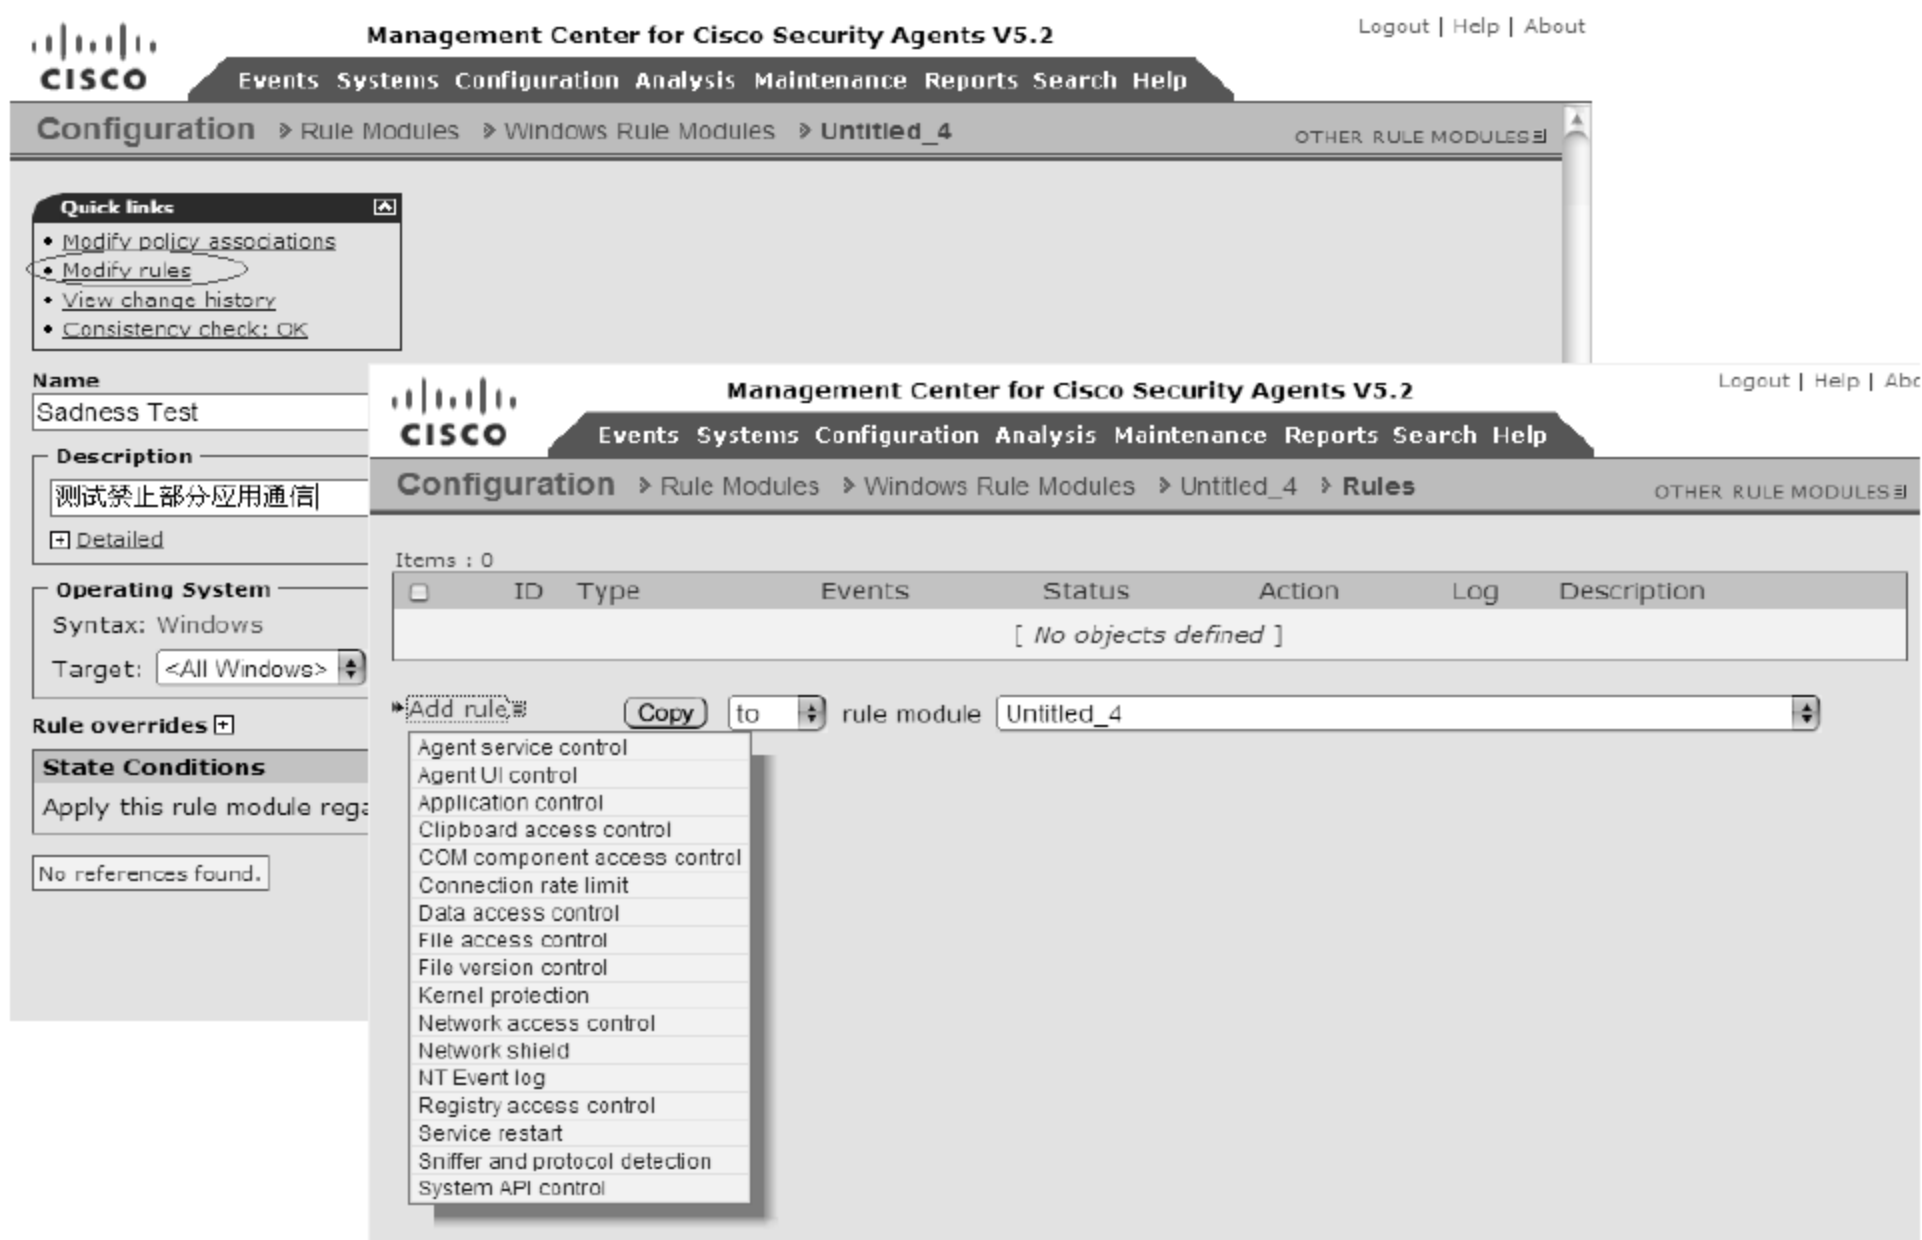 Management Center for Cisco Security Agents V5.2
Logout | Help | About
CISCO
Events Systems Configuration Analysis Maintenance Reports Search Help
Configuration > Rule Modules > Windows Rule Modules > Untitled_4
OTHER RULE MODULES
Quick links
• Modify policy associations
• Modify rules
• View change history
• Consistency check: OK
Name
Sadness Test
Description
测试禁止部分应用通信
+ Detailed
Operating System
Syntax: Windows
Target: <All Windows>
Rule overrides +
State Conditions
Apply this rule module
No references found.
Management Center for Cisco Security Agents V5.2
Logout | Help |
CISCO
Events Systems Configuration Analysis Maintenance Reports Search Help
Configuration > Rule Modules > Windows Rule Modules > Untitled_4 > Rules
OTHER RULE MODULES
Items : 0
ID Type Events Status Action Log Description
[ No objects defined ]
Add rule Copy to rule module Untitled_4
Agent service control
Agent UI control
Application control
Clipboard access control
COM component access control
Connection rate limit
Data access control
File access control
File version control
Kernel protection
Network access control
Network shield
NT Event log
Registry access control
Service restart
Sniffer and protocol detection
System API control